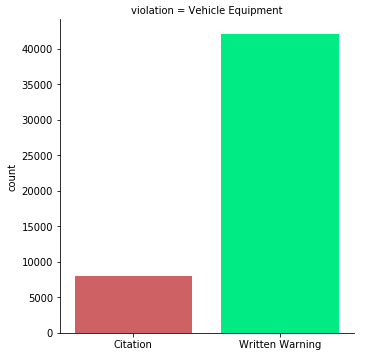 violation = Vehicle Equipment
count
40000
35000
30000
25000
20000
15000
10000
5000
0
Citation
Written Warning